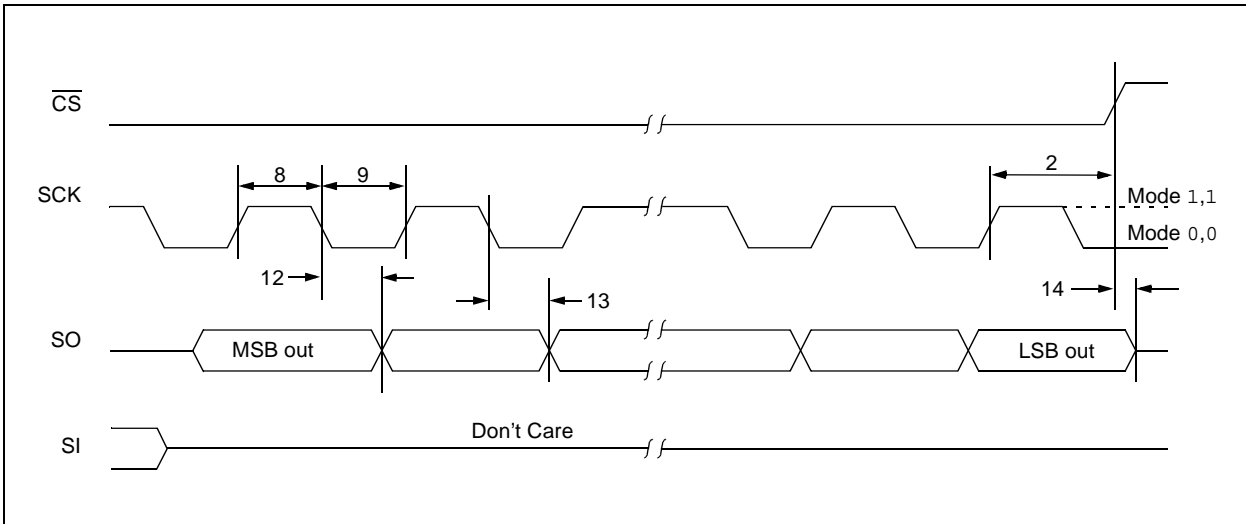 C̅S̅
8 9 2
SCK
Mode 1,1
Mode 0,0
12 13 14
SO MSB out LSB out
SI Don't Care